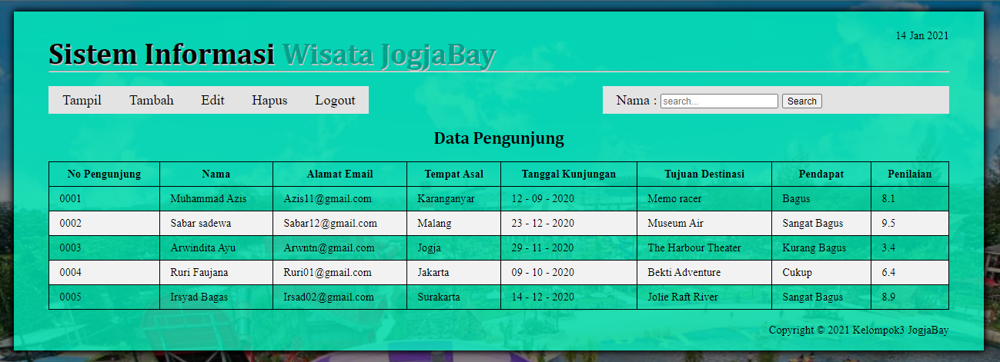 14 Jan 2021
Sistem Informasi Wisata JogjaBay
Tampil Tambah Edit Hapus Logout Nama : search... Search
Data Pengunjung
No Pengunjung Nama Alamat Email Tempat Asal Tanggal Kunjungan Tujuan Destinasi Pendapat Penilaian
0001 Muhammad Azis Azis11@gmail.com Karanganyar 12 - 09 - 2020 Memo racer Bagus 8.1
0002 Sabar sadewa Sabar12@gmail.com Malang 23 - 12 - 2020 Museum Air Sangat Bagus 9.5
0003 Arwindita Ayu Arwntn@gmail.com Jogja 29 - 11 - 2020 The Harbour Theater Kurang Bagus 3.4
0004 Ruri Faujana Ruri01@gmail.com Jakarta 09 - 10 - 2020 Bekti Adventure Cukup 6.4
0005 Irsyad Bagas Irsad02@gmail.com Surakarta 14 - 12 - 2020 Jolie Raft River Sangat Bagus 8.9
Copyright © 2021 Kelompok3 JogjaBay